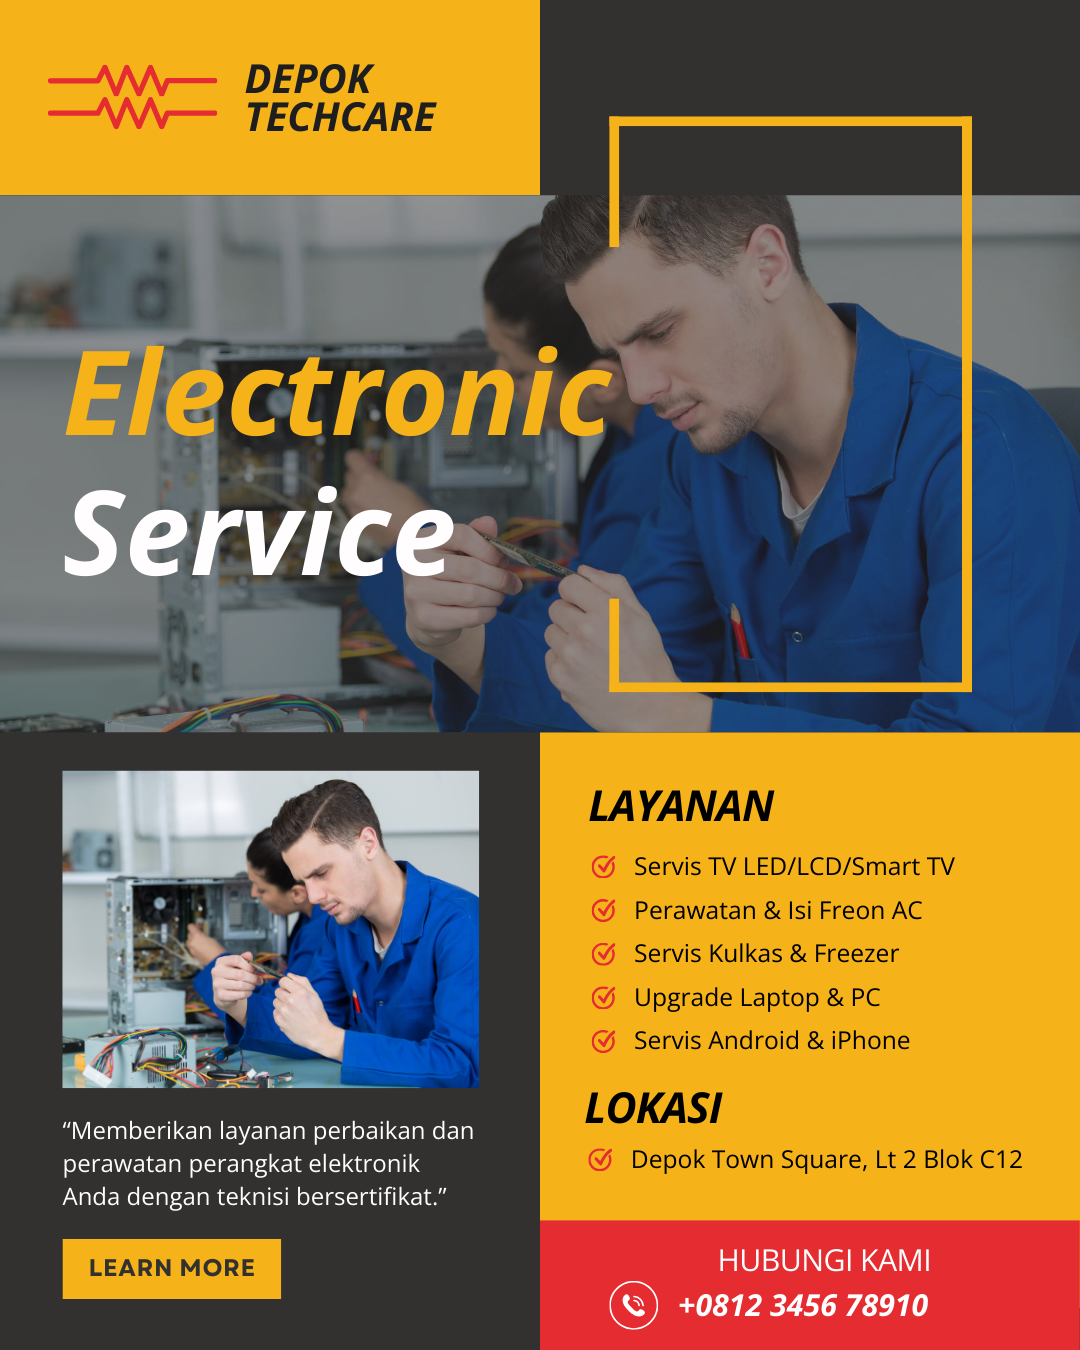 DEPOK
TECHCARE
Electronic
Service
“Memberikan layanan perbaikan dan
perawatan perangkat elektronik
Anda dengan teknisi bersertifikat.”
LEARN MORE
LAYANAN
Servis TV LED/LCD/Smart TV
Perawatan & Isi Freon AC
Servis Kulkas & Freezer
Upgrade Laptop & PC
Servis Android & iPhone
LOKASI
Depok Town Square, Lt 2 Blok C12
HUBUNGI KAMI
+0812 3456 78910